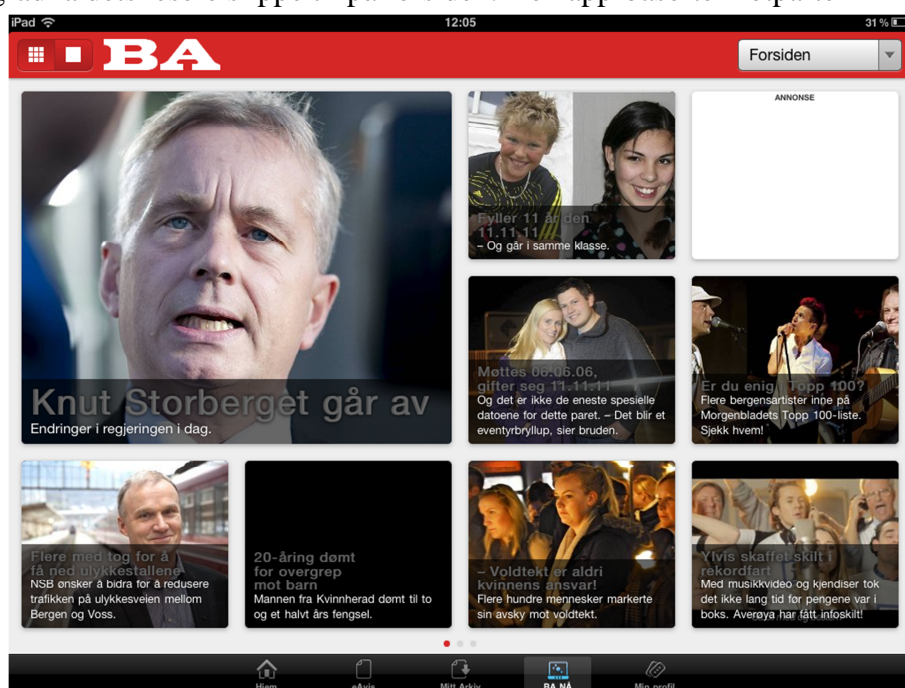 iPad
12:05
31 %
BA
Forsiden
Knut Storberget går av
Endringer i regjeringen i dag.
Fyller 11 år den
11.11.11
– Og går i samme klasse.
ANNONSE
Møttes 06.06.06,
gifter seg 11.11.11
Og det er ikke de eneste spesielle
datoene for dette paret. – Det blir et
eventyrbryllup, sier bruden.
Er du enig i Topp 100?
Flere bergensartister inne på
Morgenbladets Topp 100-liste.
Sjekk hvem!
Flere med tog for å
få ned ulykkestallene
NSB ønsker å bidra for å redusere
trafikken på ulykkesveien mellom
Bergen og Voss.
20-åring dømt
for overgrep
mot barn
Mannen fra Kvinnherad dømt til to
og et halvt års fengsel.
– Voldtekt er aldri
kvinnens ansvar!
Flere hundre mennesker markerte
sin avsky mot voldtekt.
Ylvis skaffet skilt i
rekordfart
Med musikkvideo og kjendiser tok
det ikke lang tid før pengene var i
boks. Averøya har fått infoskilt!
Hjem
eAvis
Mitt Arkiv
BA NÅ
Min profil